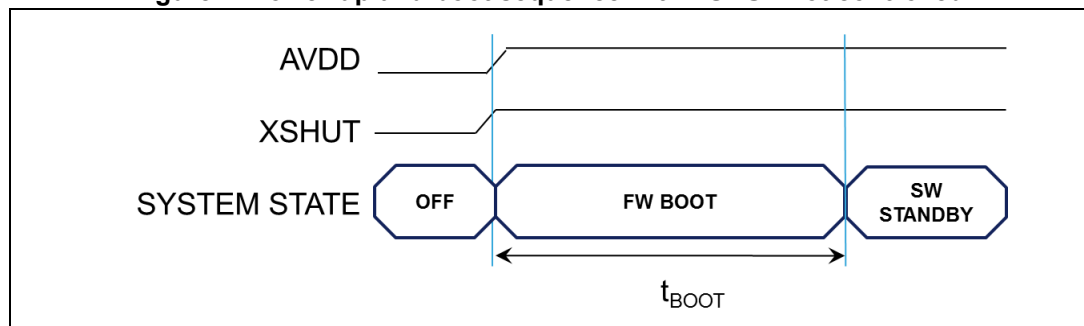 AVDD
XSHUT
SYSTEM STATE OFF FW BOOT SW STANDBY
tBOOT